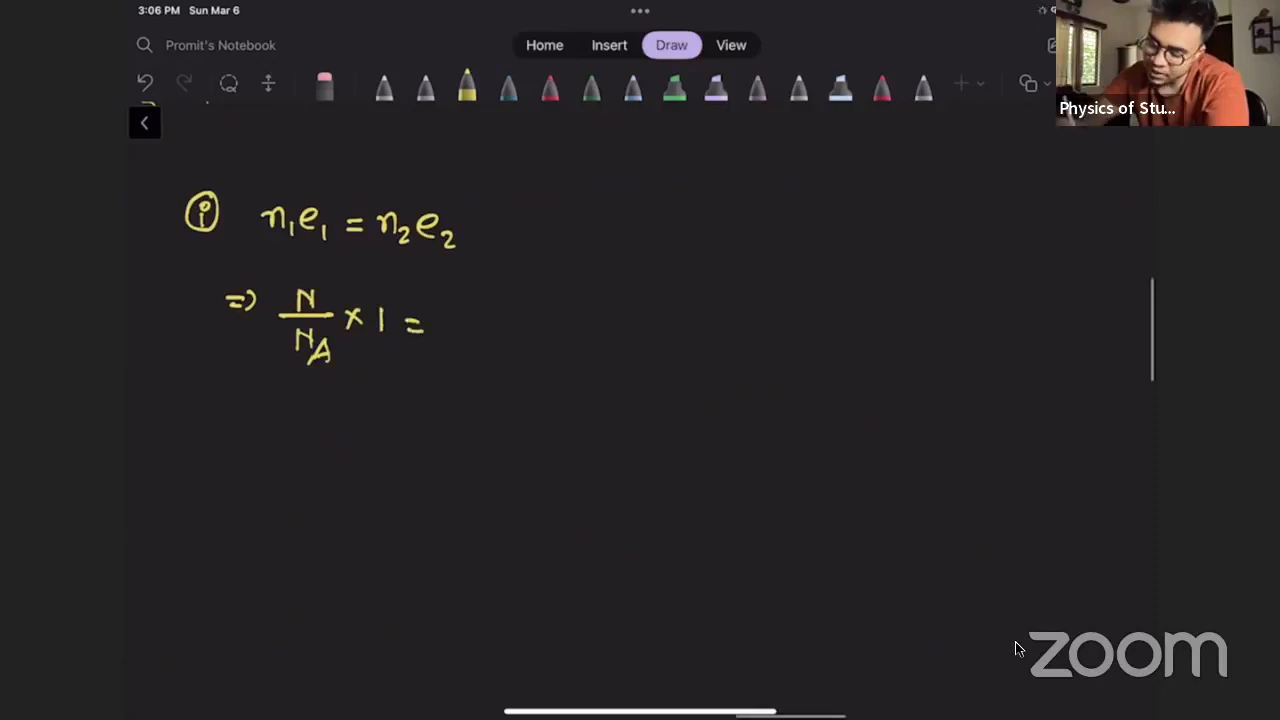 3:06 PM Sun Mar 6
Promit's Notebook
Home Insert Draw View
Physics of Stu...
ⓘ n₁e₁ = n₂e₂
=> N/N_A × 1 =
zoom